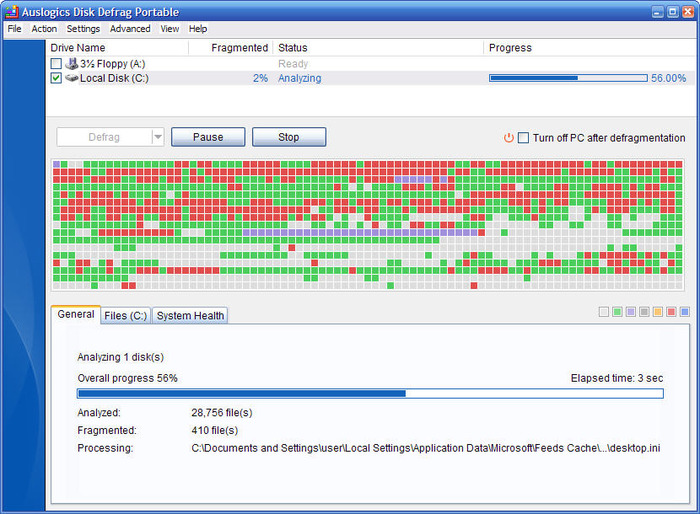 Auslogics Disk Defrag Portable
File Action Settings Advanced View Help
Drive Name Fragmented Status Progress
3½ Floppy (A:) Ready
Local Disk (C:) 2% Analyzing 56.00%
Defrag Pause Stop Turn off PC after defragmentation
General Files (C:) System Health
Analyzing 1 disk(s)
Overall progress 56% Elapsed time: 3 sec
Analyzed: 28,756 file(s)
Fragmented: 410 file(s)
Processing: C:\Documents and Settings\user\Local Settings\Application Data\Microsoft\Feeds Cache\...\desktop.ini